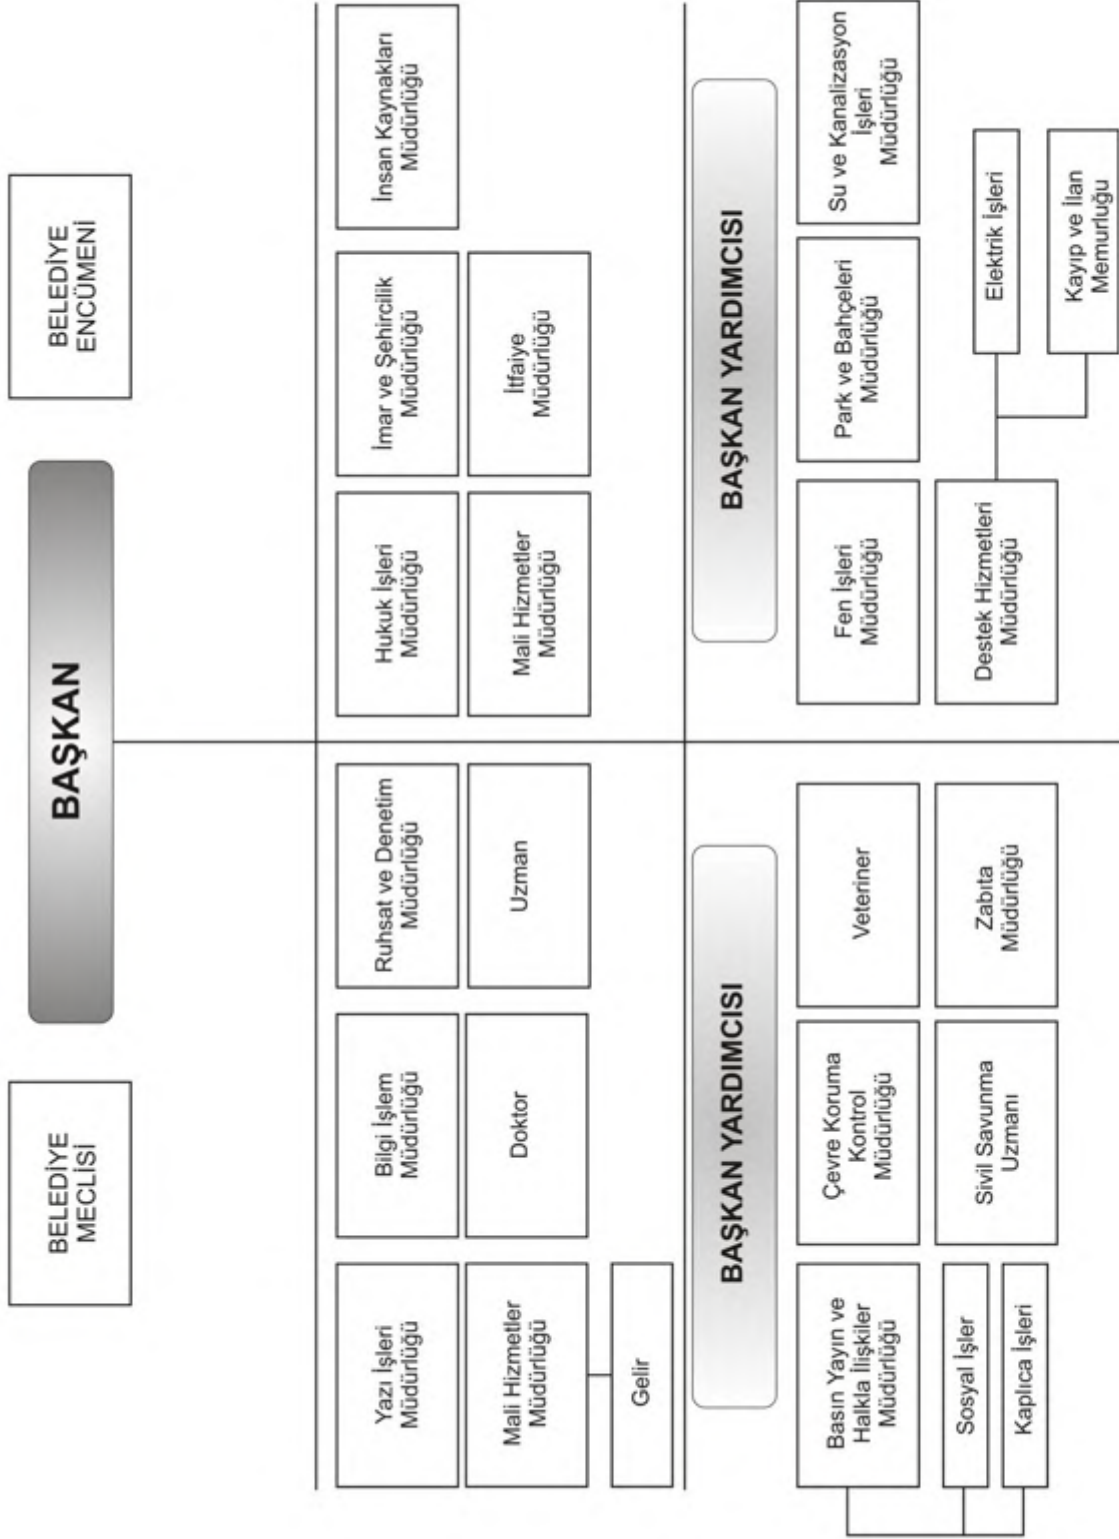 BELEDİYE
MECLİSİ
BAŞKAN
BELEDİYE
ENCÜMENİ
Yazı İşleri
Müdürlüğü
Bilgi İşlem
Müdürlüğü
Ruhsat ve Denetim
Müdürlüğü
Hukuk İşleri
Müdürlüğü
İmar ve Şehircilik
Müdürlüğü
İnsan Kaynakları
Müdürlüğü
Mali Hizmetler
Müdürlüğü
Doktor
Uzman
Mali Hizmetler
Müdürlüğü
İtfaiye
Müdürlüğü
Gelir
BAŞKAN YARDIMCISI
BAŞKAN YARDIMCISI
Basın Yayın ve
Halkla İlişkiler
Müdürlüğü
Çevre Koruma
Kontrol
Müdürlüğü
Veteriner
Fen İşleri
Müdürlüğü
Park ve Bahçeleri
Müdürlüğü
Su ve Kanalizasyon
İşleri
Müdürlüğü
Sosyal İşler
Kaplıca İşleri
Sivil Savunma
Uzmanı
Zabıta
Müdürlüğü
Destek Hizmetleri
Müdürlüğü
Elektrik İşleri
Kayıp ve İlan
Memurluğu